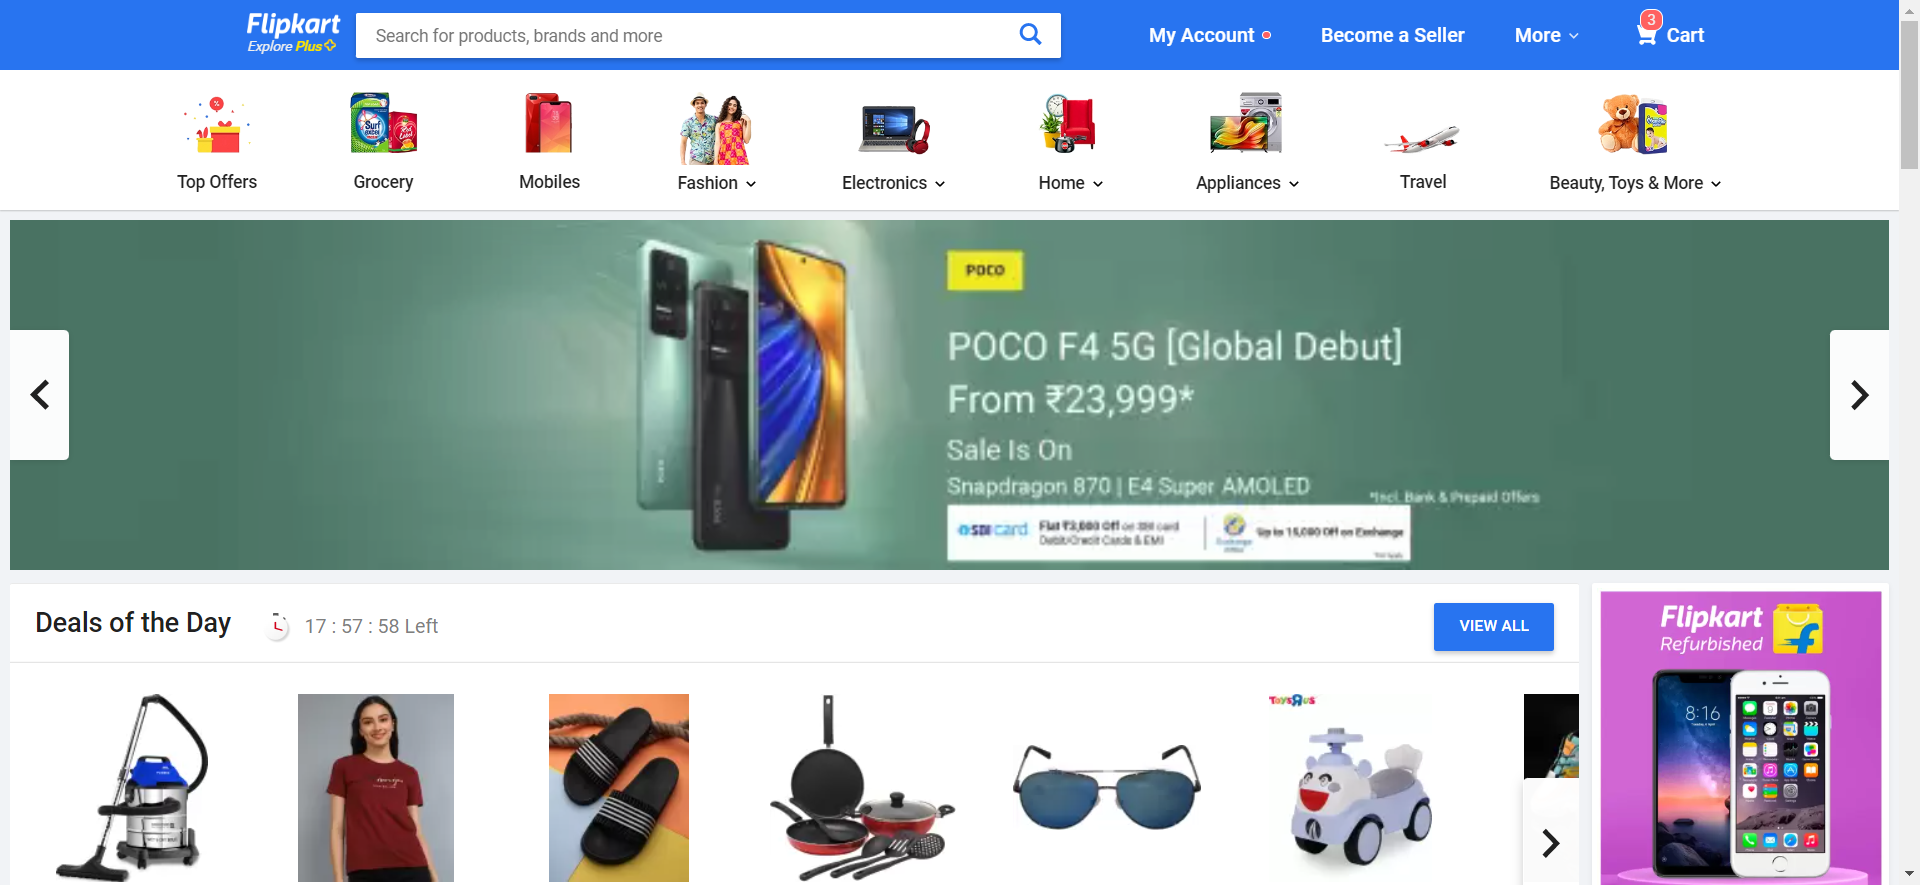 Flipkart
Explore Plus
Search for products, brands and more
My Account
Become a Seller
More
3
Cart
Top Offers
Grocery
Mobiles
Fashion
Electronics
Home
Appliances
Travel
Beauty, Toys & More
POCO
POCO F4 5G [Global Debut]
From ₹23,999*
Sale Is On
Snapdragon 870 | E4 Super AMOLED
*Incl. Bank & Prepaid Offers
SBI card
Flat ₹3,000 Off on SBI card
Debit/Credit Cards & EMI
Up to 15,000 Off on Exchange
Deals of the Day
17 : 57 : 58 Left
VIEW ALL
Flipkart
Refurbished
8:16
Surf
excel
TOYSRUS